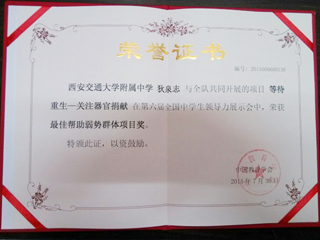 荣誉证书
西安交通大学附属中学 狄泉志 与全队共同开展的项目 等待
重生—关注器官捐献 在第六届全国中学生领导力展示会中，荣获
最佳帮助弱势群体项目奖。
特颁此证，以资鼓励。